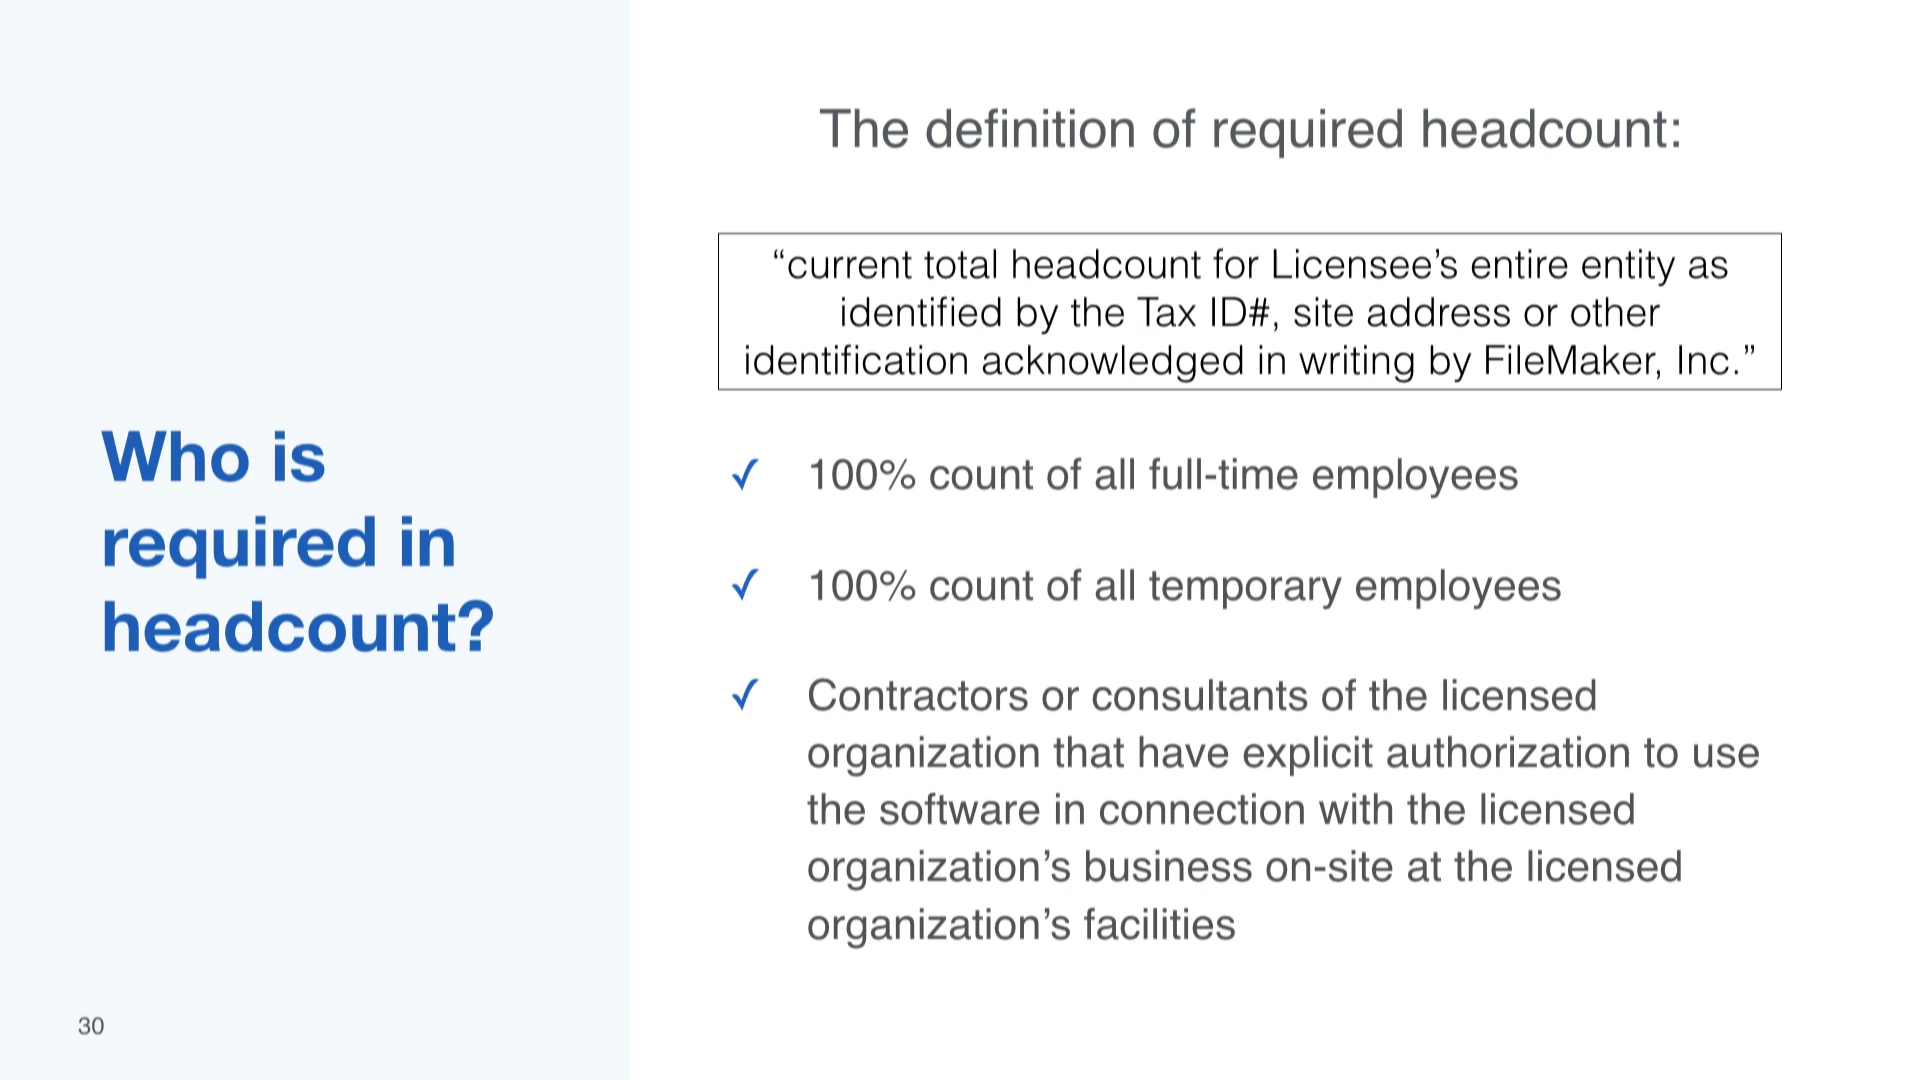 Who is
required in
headcount?
The definition of required headcount:
“current total headcount for Licensee’s entire entity as
identified by the Tax ID#, site address or other
identification acknowledged in writing by FileMaker, Inc.”
✓ 100% count of all full-time employees
✓ 100% count of all temporary employees
✓ Contractors or consultants of the licensed
organization that have explicit authorization to use
the software in connection with the licensed
organization’s business on-site at the licensed
organization’s facilities
30